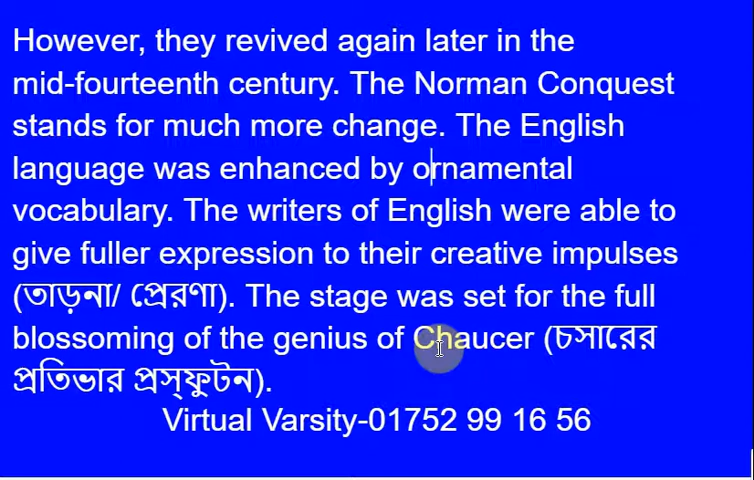 However, they revived again later in the
mid-fourteenth century. The Norman Conquest
stands for much more change. The English
language was enhanced by ornamental
vocabulary. The writers of English were able to
give fuller expression to their creative impulses
(তাড়না/ প্রেরণা). The stage was set for the full
blossoming of the genius of Chaucer (চসারের
প্রতিভার প্রস্ফুটন).
Virtual Varsity-01752 99 16 56